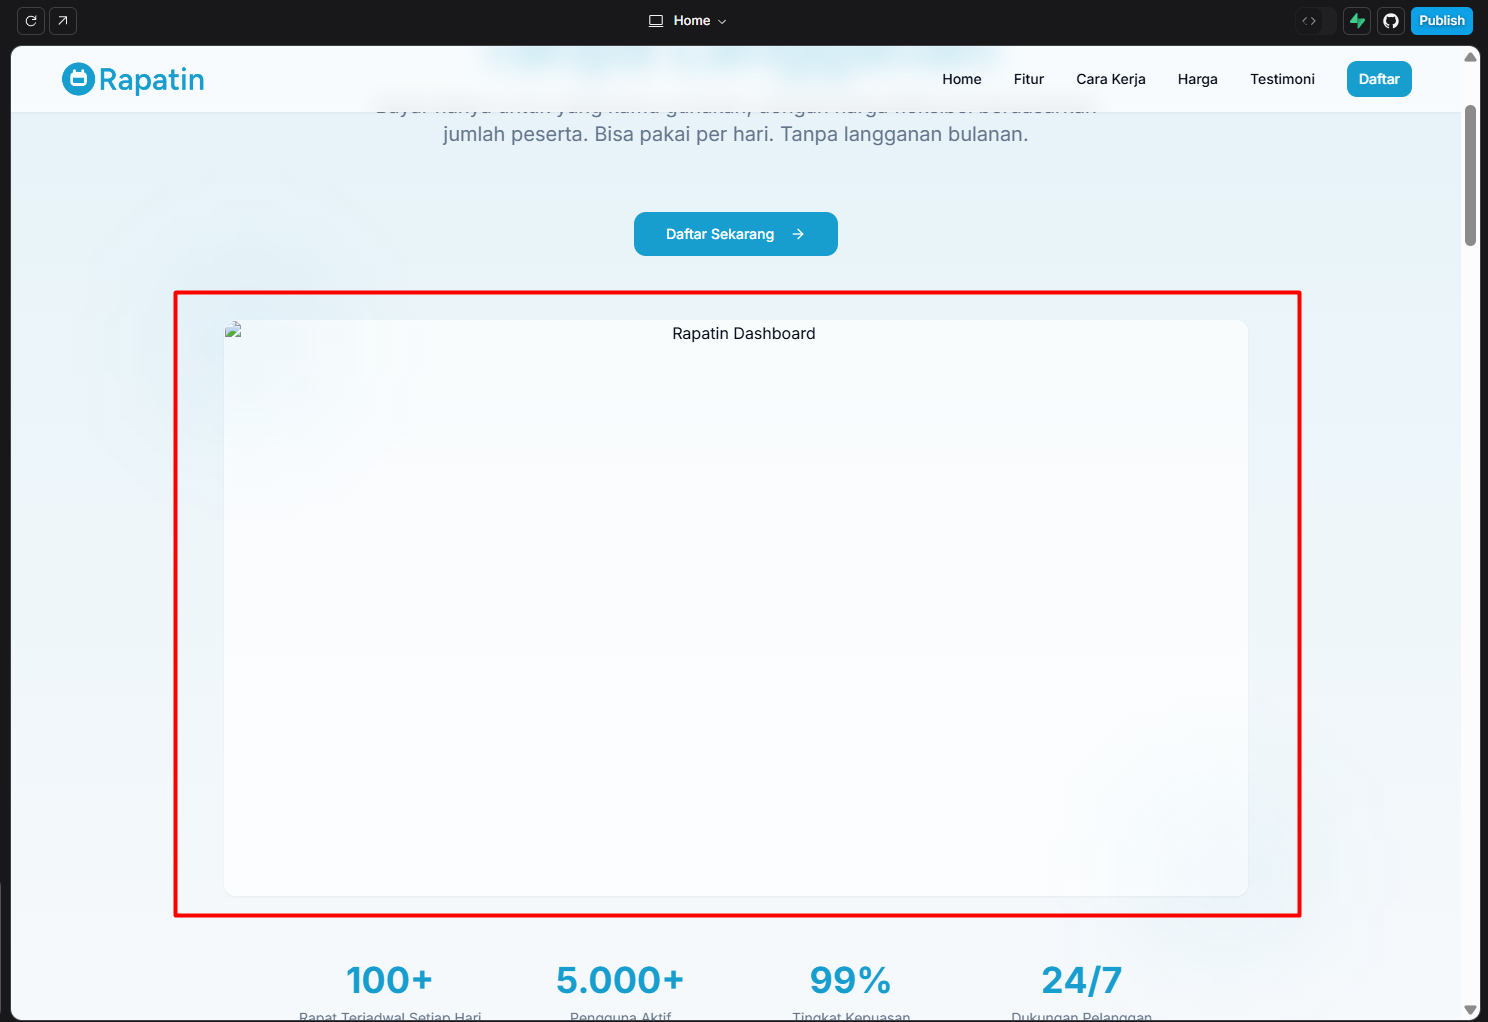 Home
Publish
Rapatin
Home
Fitur
Cara Kerja
Harga
Testimoni
Daftar
jumlah peserta. Bisa pakai per hari. Tanpa langganan bulanan.
Daftar Sekarang
Rapatin Dashboard
100+
5.000+
99%
24/7
Rapat Terjadwal Setiap Hari
Pengguna Aktif
Tingkat Kepuasan
Dukungan Pelanggan